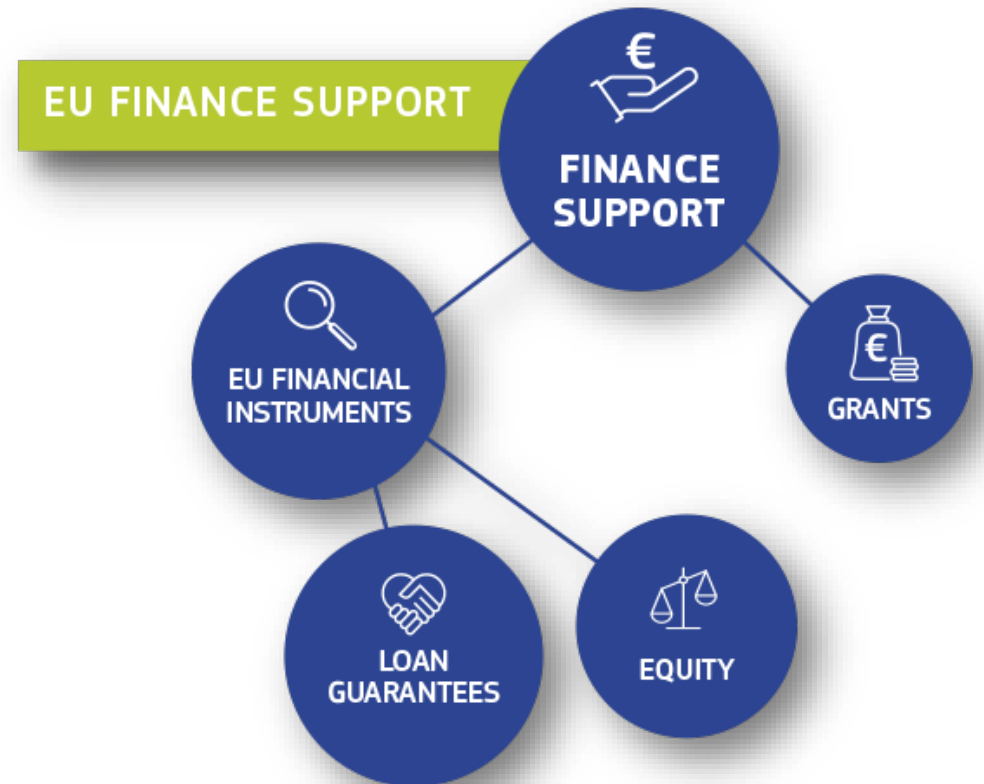 EU FINANCE SUPPORT
€
FINANCE
SUPPORT
EU FINANCIAL
INSTRUMENTS
€
GRANTS
LOAN
GUARANTEES
EQUITY